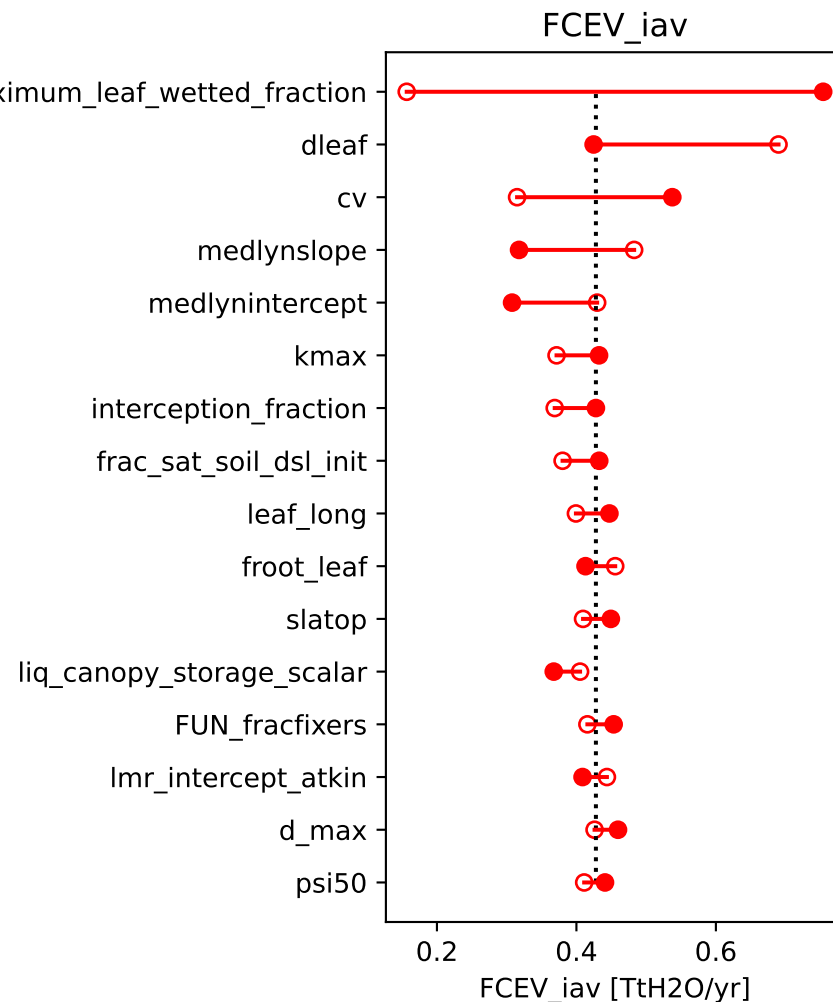 FCEV_iav
ximum_leaf_wetted_fraction
dleaf
cv
medlynslope
medlynintercept
kmax
interception_fraction
frac_sat_soil_dsl_init
leaf_long
froot_leaf
slatop
liq_canopy_storage_scalar
FUN_fracfixers
lmr_intercept_atkin
d_max
psi50
0.2 0.4 0.6
FCEV_iav [TtH2O/yr]